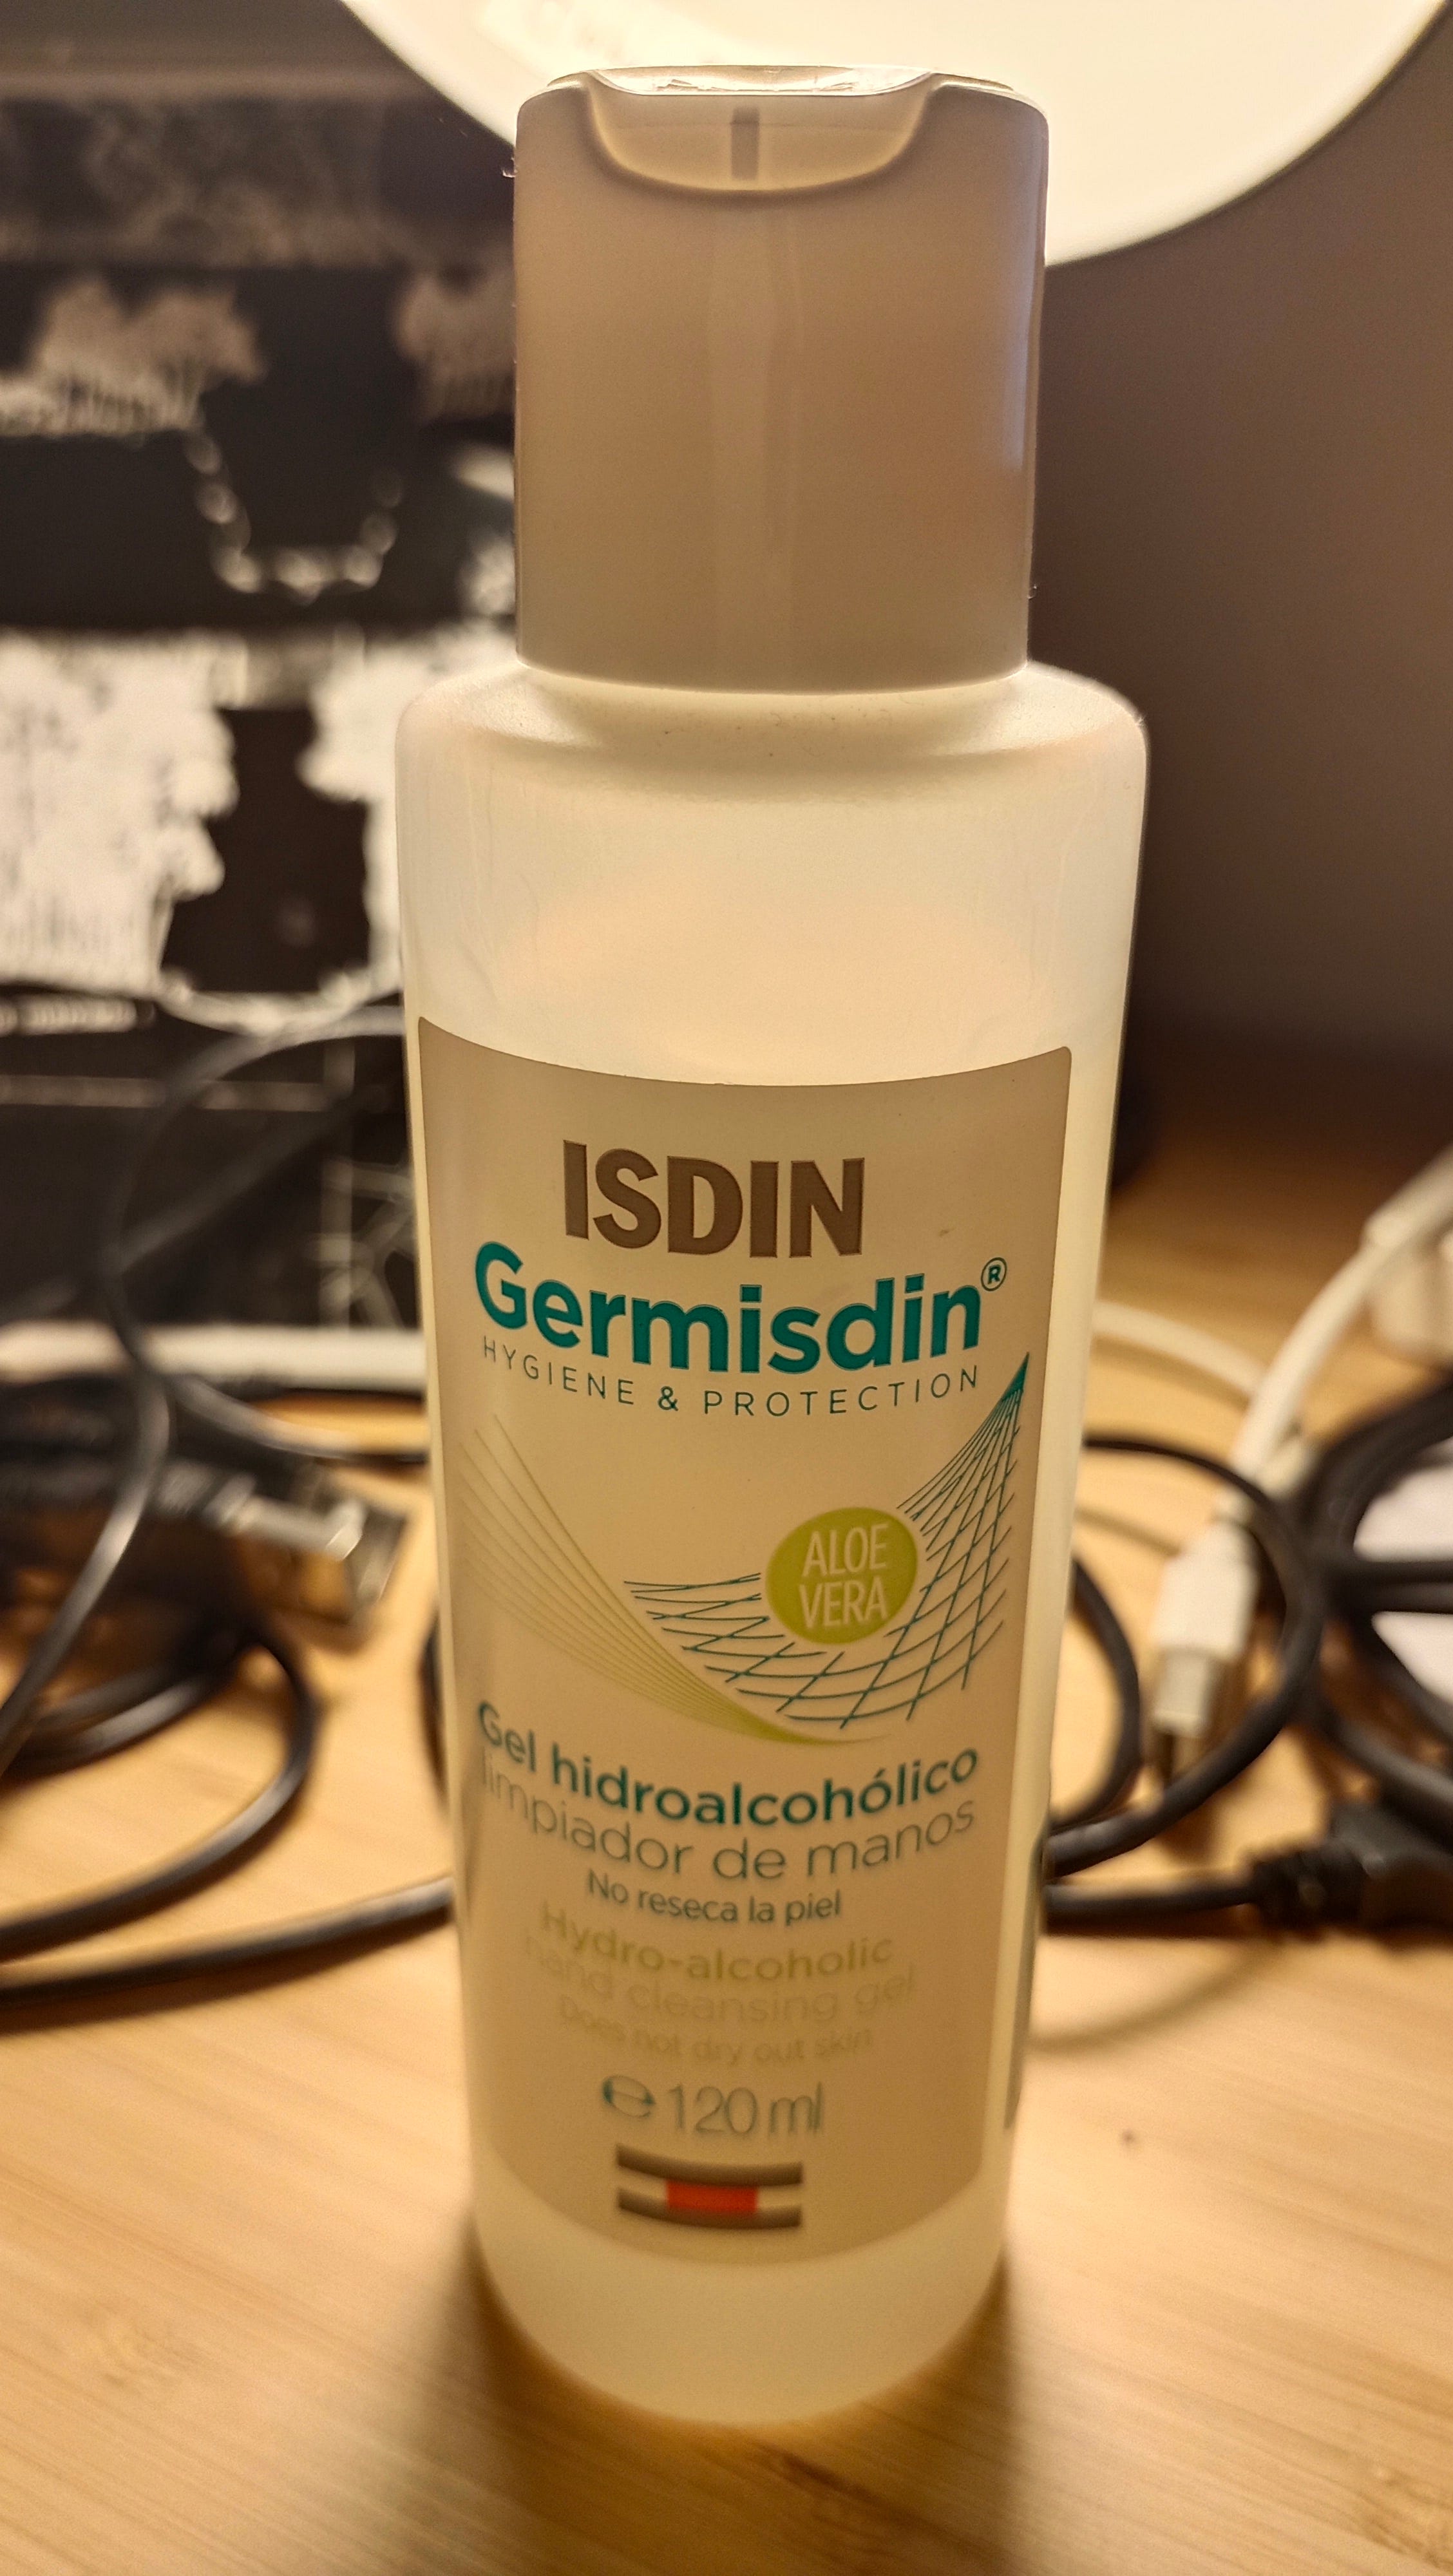 ISDIN
Germisdin®
HYGIENE & PROTECTION
ALOE
VERA
Gel hidroalcohólico
limpiador de manos
No reseca la piel
Hydro-alcoholic
hand cleansing gel
Does not dry out skin
℮ 120 ml